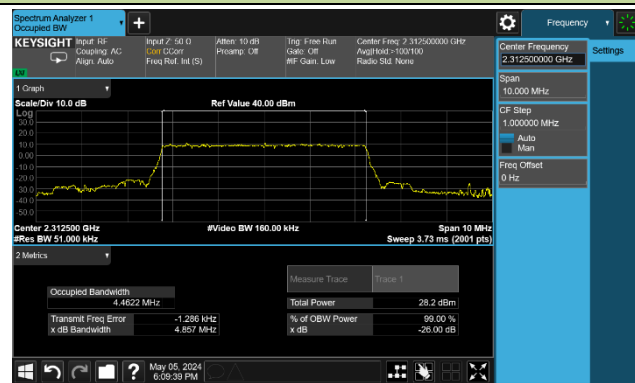 Spectrum Analyzer 1
Occupied BW
Frequency
KEYSIGHT
Input: RF
Coupling: AC
Align: Auto
Input Z: 50 Ω
Corr CCorr
Freq Ref: Int (S)
Atten: 10 dB
Preamp: Off
Trig: Free Run
Gate: Off
#IF Gain: Low
Center Freq: 2.312500000 GHz
Avg|Hold:>100/100
Radio Std: None
Center Frequency
2.312500000 GHz
Settings
Span
10.000 MHz
CF Step
1.000000 MHz
Auto
Man
Freq Offset
0 Hz
1 Graph
Scale/Div 10.0 dB
Ref Value 40.00 dBm
Log
30.0
20.0
10.0
0.00
-10.0
-20.0
-30.0
-40.0
-50.0
Center 2.312500 GHz
#Video BW 160.00 kHz
Span 10 MHz
#Res BW 51.000 kHz
Sweep 3.73 ms (2001 pts)
2 Metrics
Measure Trace
Trace 1
Occupied Bandwidth
4.4622 MHz
Total Power
28.2 dBm
Transmit Freq Error
-1.286 kHz
% of OBW Power
99.00 %
x dB Bandwidth
4.857 MHz
x dB
-26.00 dB
?
May 05, 2024
6:09:39 PM